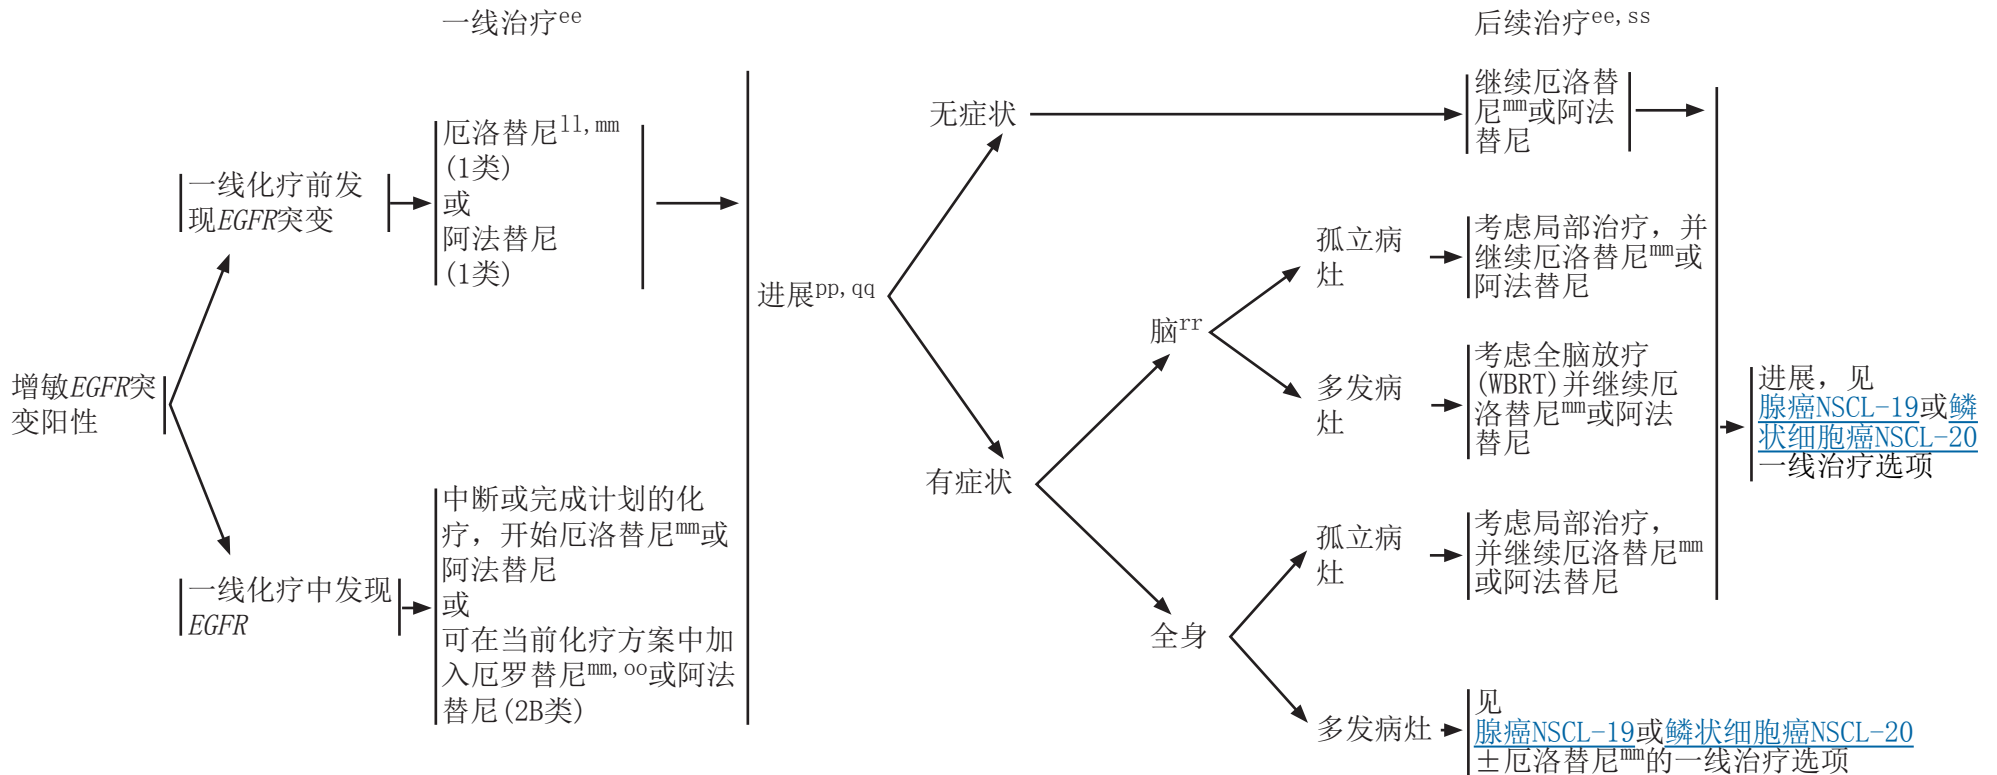 一线治疗ee
后续治疗ee,ss
增敏EGFR突
变阳性
一线化疗前发
现EGFR突变
厄洛替尼ll,mm
(1类)
或
阿法替尼
(1类)
一线化疗中发现
EGFR
中断或完成计划的化
疗，开始厄洛替尼mm或
阿法替尼
或
可在当前化疗方案中加
入厄罗替尼mm,oo或阿法
替尼(2B类)
进展pp,qq
无症状
继续厄洛替
尼mm或阿法
替尼
有症状
脑rr
孤立病
灶
考虑局部治疗，并
继续厄洛替尼mm或
阿法替尼
多发病
灶
考虑全脑放疗
(WBRT)并继续厄
洛替尼mm或阿法
替尼
全身
孤立病
灶
考虑局部治疗，
并继续厄洛替尼mm
或阿法替尼
多发病灶
见
腺癌NSCL-19或鳞状细胞癌NSCL-20
±厄洛替尼mm的一线治疗选项
进展，见
腺癌NSCL-19或鳞
状细胞癌NSCL-20
一线治疗选项